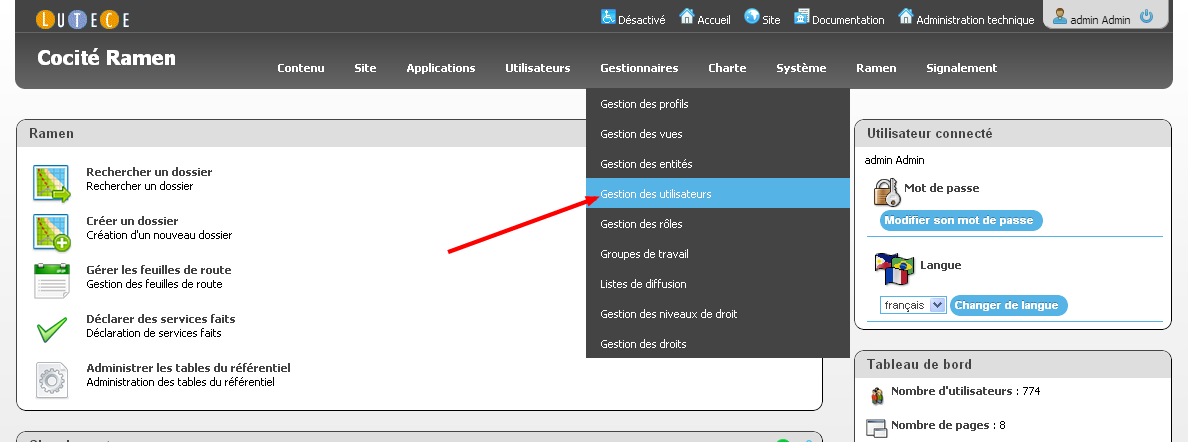 LUTECE
Désactivé Accueil Site Documentation Administration technique admin Admin
Cocité Ramen
Contenu Site Applications Utilisateurs Gestionnaires Charte Système Ramen Signalement
Gestion des profils
Gestion des vues
Gestion des entités
Gestion des utilisateurs
Gestion des rôles
Groupes de travail
Listes de diffusion
Gestion des niveaux de droit
Gestion des droits
Ramen
Rechercher un dossier
Rechercher un dossier
Créer un dossier
Création d'un nouveau dossier
Gérer les feuilles de route
Gestion des feuilles de route
Déclarer des services faits
Déclaration de services faits
Administrer les tables du référentiel
Administration des tables du référentiel
Utilisateur connecté
admin Admin
Mot de passe
Modifier son mot de passe
Langue
français Changer de langue
Tableau de bord
Nombre d'utilisateurs : 774
Nombre de pages : 8